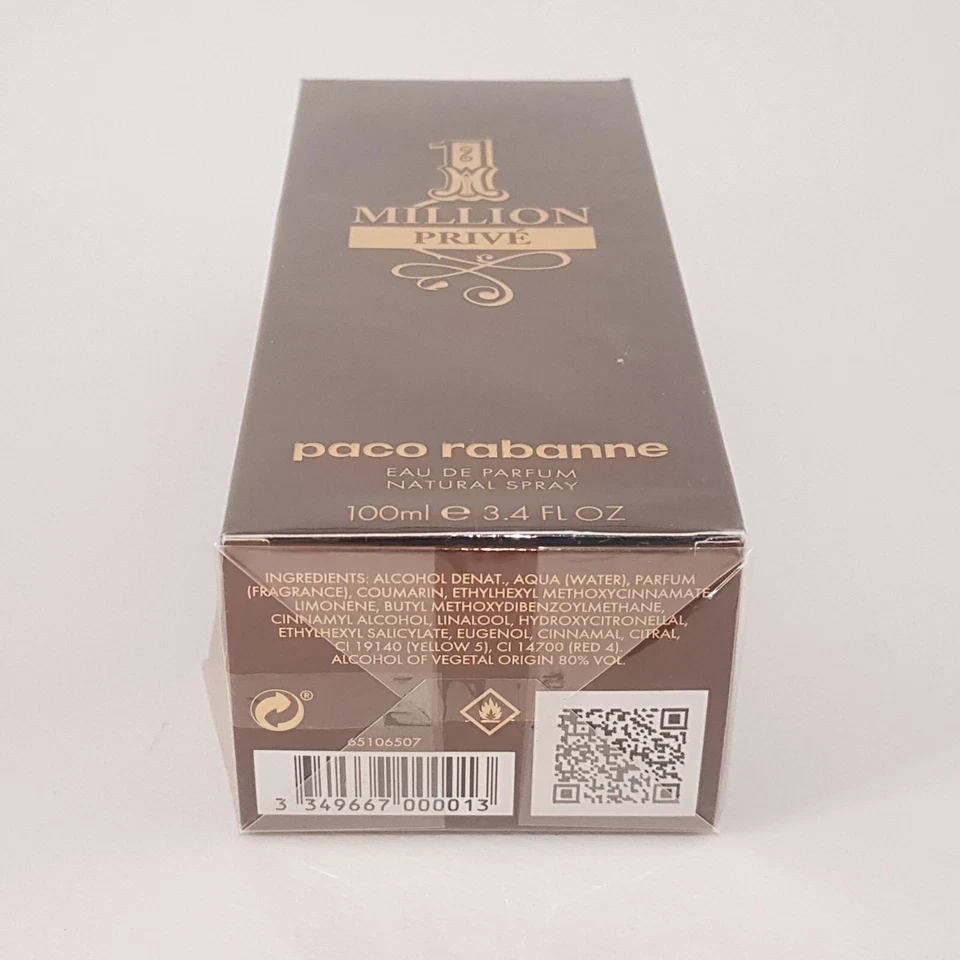 1
MILLION
PRIVÉ
paco rabanne
EAU DE PARFUM
NATURAL SPRAY
100ml ℮ 3.4 FL OZ
INGREDIENTS: ALCOHOL DENAT., AQUA (WATER), PARFUM
(FRAGRANCE), COUMARIN, ETHYLHEXYL METHOXYCINNAMATE,
LIMONENE, BUTYL METHOXYDIBENZOYLMETHANE,
CINNAMYL ALCOHOL, LINALOOL, HYDROXYCITRONELLAL,
ETHYLHEXYL SALICYLATE, EUGENOL, CINNAMAL, CITRAL,
CI 19140 (YELLOW 5), CI 14700 (RED 4).
ALCOHOL OF VEGETAL ORIGIN 80% VOL.
®
65106507
3 349667 000013